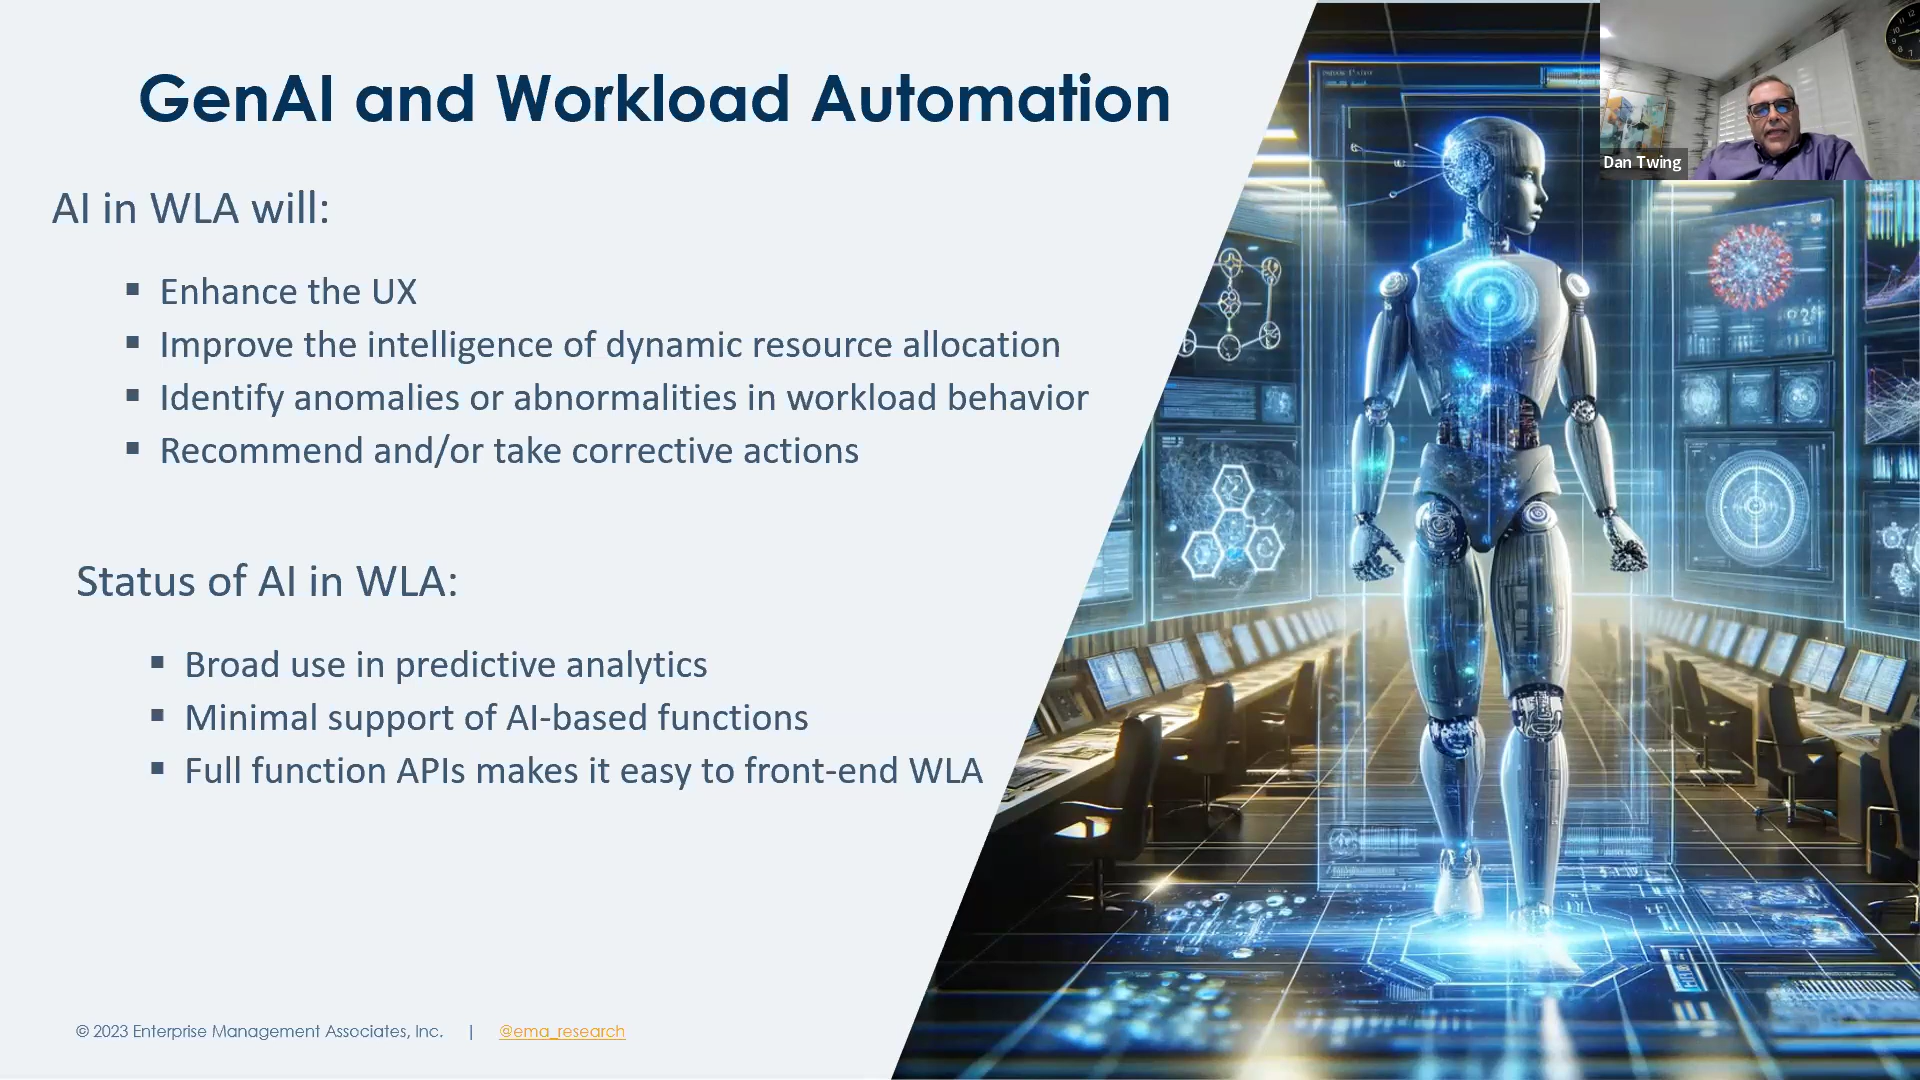 GenAI and Workload Automation
Dan Twing
AI in WLA will:
▪ Enhance the UX
▪ Improve the intelligence of dynamic resource allocation
▪ Identify anomalies or abnormalities in workload behavior
▪ Recommend and/or take corrective actions
Status of AI in WLA:
▪ Broad use in predictive analytics
▪ Minimal support of AI-based functions
▪ Full function APIs makes it easy to front-end WLA
© 2023 Enterprise Management Associates, Inc. | @ema_research